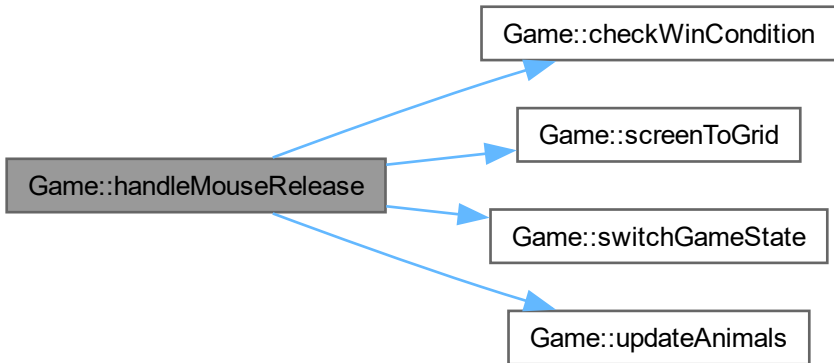 Game::checkWinCondition
Game::screenToGrid
Game::handleMouseRelease
Game::switchGameState
Game::updateAnimals